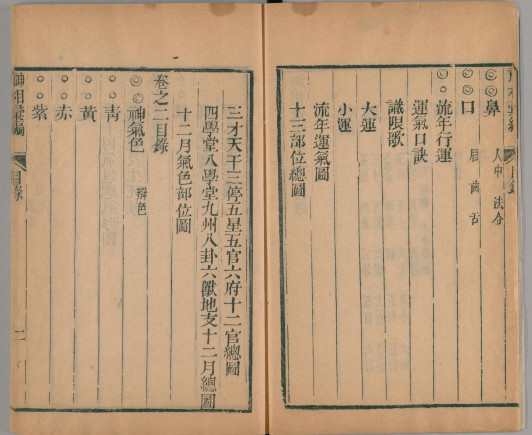 ◎◎鼻 人中 法令
◎◎口 唇 齒 舌
◎流年行運
運氣口訣
識限歌
大運
小運
流年運氣圖
十三部位總圖
三才天干三停五星五官六府十二官總圖
四學堂八學堂九州八卦六獸地支十二月總圖
十二月氣色部位圖
卷之二目錄
◎◎神氣色 辯色
◎◎青
◎◎黃
◎◎赤
◎◎紫
神相彙編 目錄 二